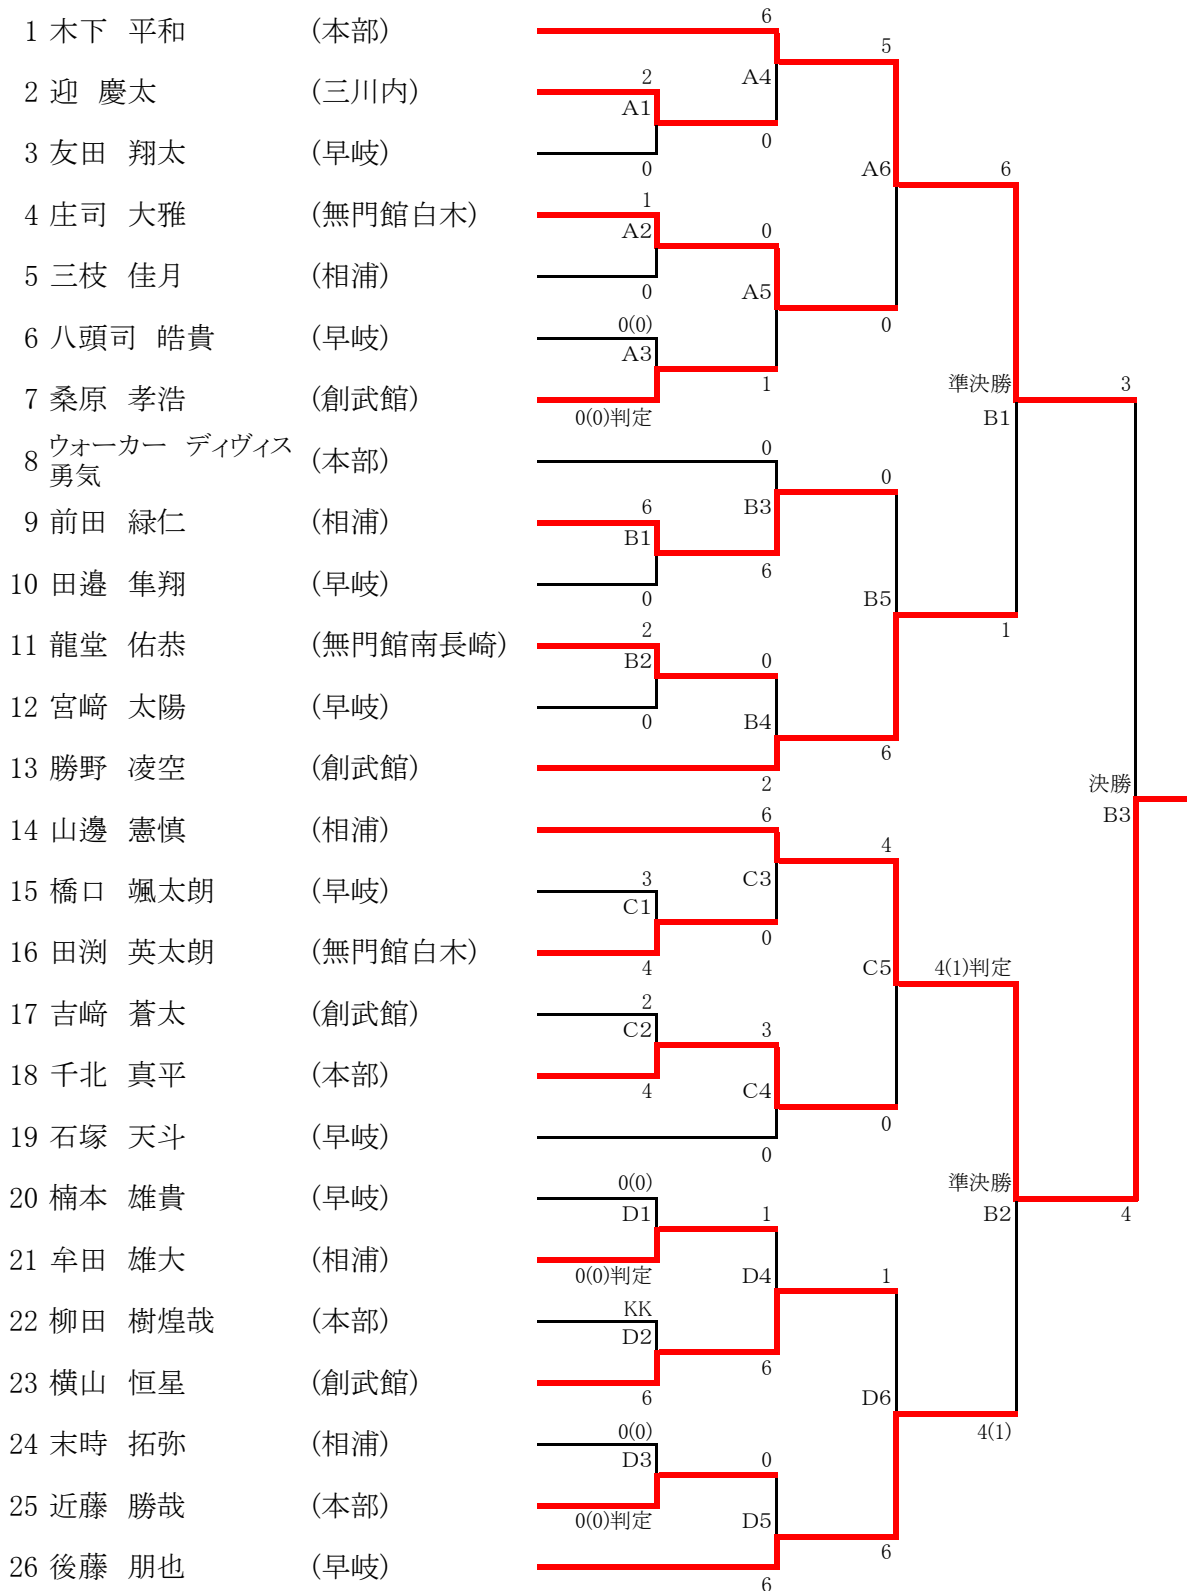 6
1 木下 平和 (本部)
5
2 A4
2 迎 慶太 (三川内)
A1
0
3 友田 翔太 (早岐)
0 A6 6
1
4 庄司 大雅 (無門館白木)
A2 0
5 三枝 佳月 (相浦)
0 A5
0(0) 0
6 八頭司 皓貴 (早岐)
A3
1 準決勝 3
7 桑原 孝浩 (創武館)
0(0)判定 B1
ウォーカー ディヴィス
0
8 (本部)
勇気
0
6 B3
9 前田 緑仁 (相浦)
B1
6
10 田邉 隼翔 (早岐)
0 B5
2 1
11 龍堂 佑恭 (無門館南長崎)
B2 0
12 宮﨑 太陽 (早岐)
0 B4
6
13 勝野 凌空 (創武館)
2 決勝
6 B3
14 山邊 憲慎 (相浦)
4
3 C3
15 橋口 颯太朗 (早岐)
C1
0
16 田渕 英太朗 (無門館白木)
4 C5 4(1)判定
2
17 吉﨑 蒼太 (創武館)
C2 3
18 千北 真平 (本部)
4 C4
0
19 石塚 天斗 (早岐)
0
0(0) 準決勝
20 楠本 雄貴 (早岐)
D1 1 B2 4
21 牟田 雄大 (相浦)
0(0)判定 D4 1
KK
22 柳田 樹煌哉 (本部)
D2
6
23 横山 恒星 (創武館)
6 D6
0(0) 4(1)
24 末時 拓弥 (相浦)
D3 0
25 近藤 勝哉 (本部)
0(0)判定 D5
6
26 後藤 朋也 (早岐)
6